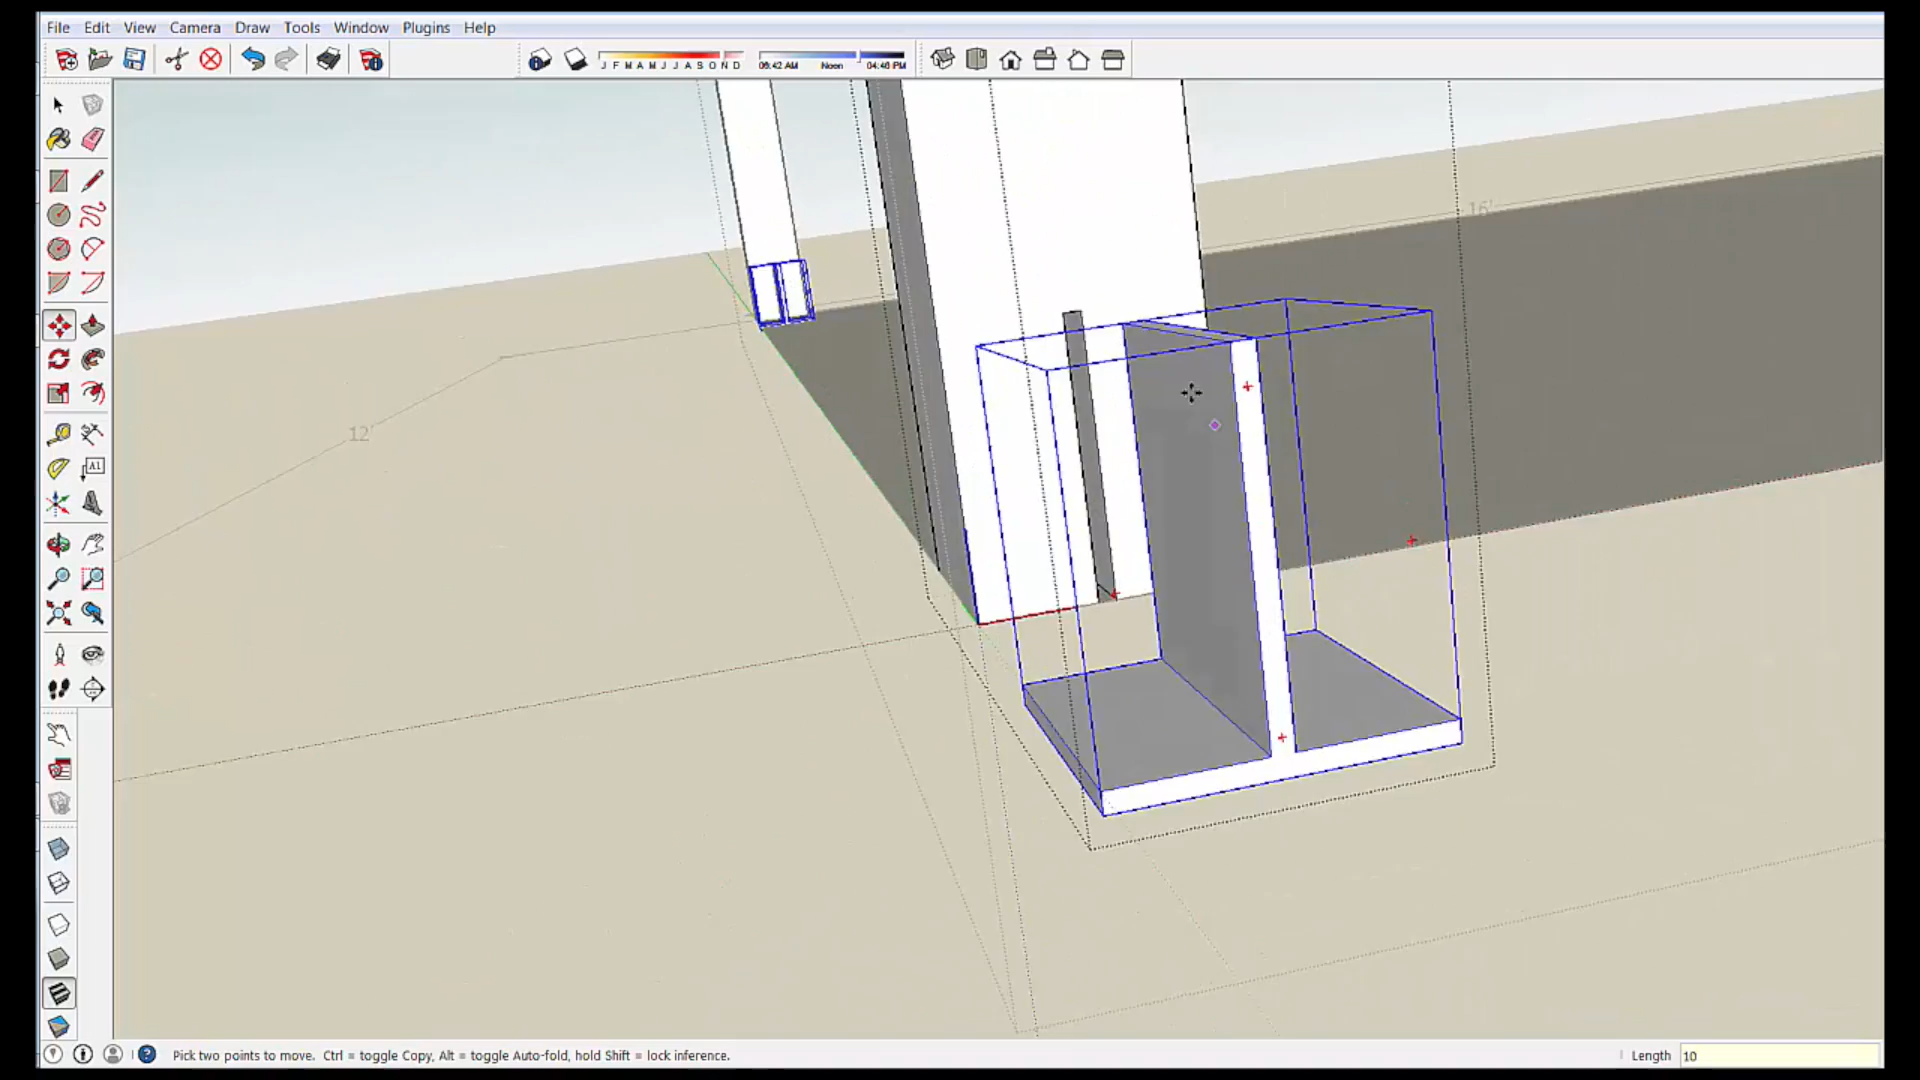 File Edit View Camera Draw Tools Window Plugins Help
J F M A M J J A S O N D 06:42 AM Noon 04:46 PM
16'
12'
A1
Pick two points to move. Ctrl = toggle Copy, Alt = toggle Auto-fold, hold Shift = lock inference. Length 10